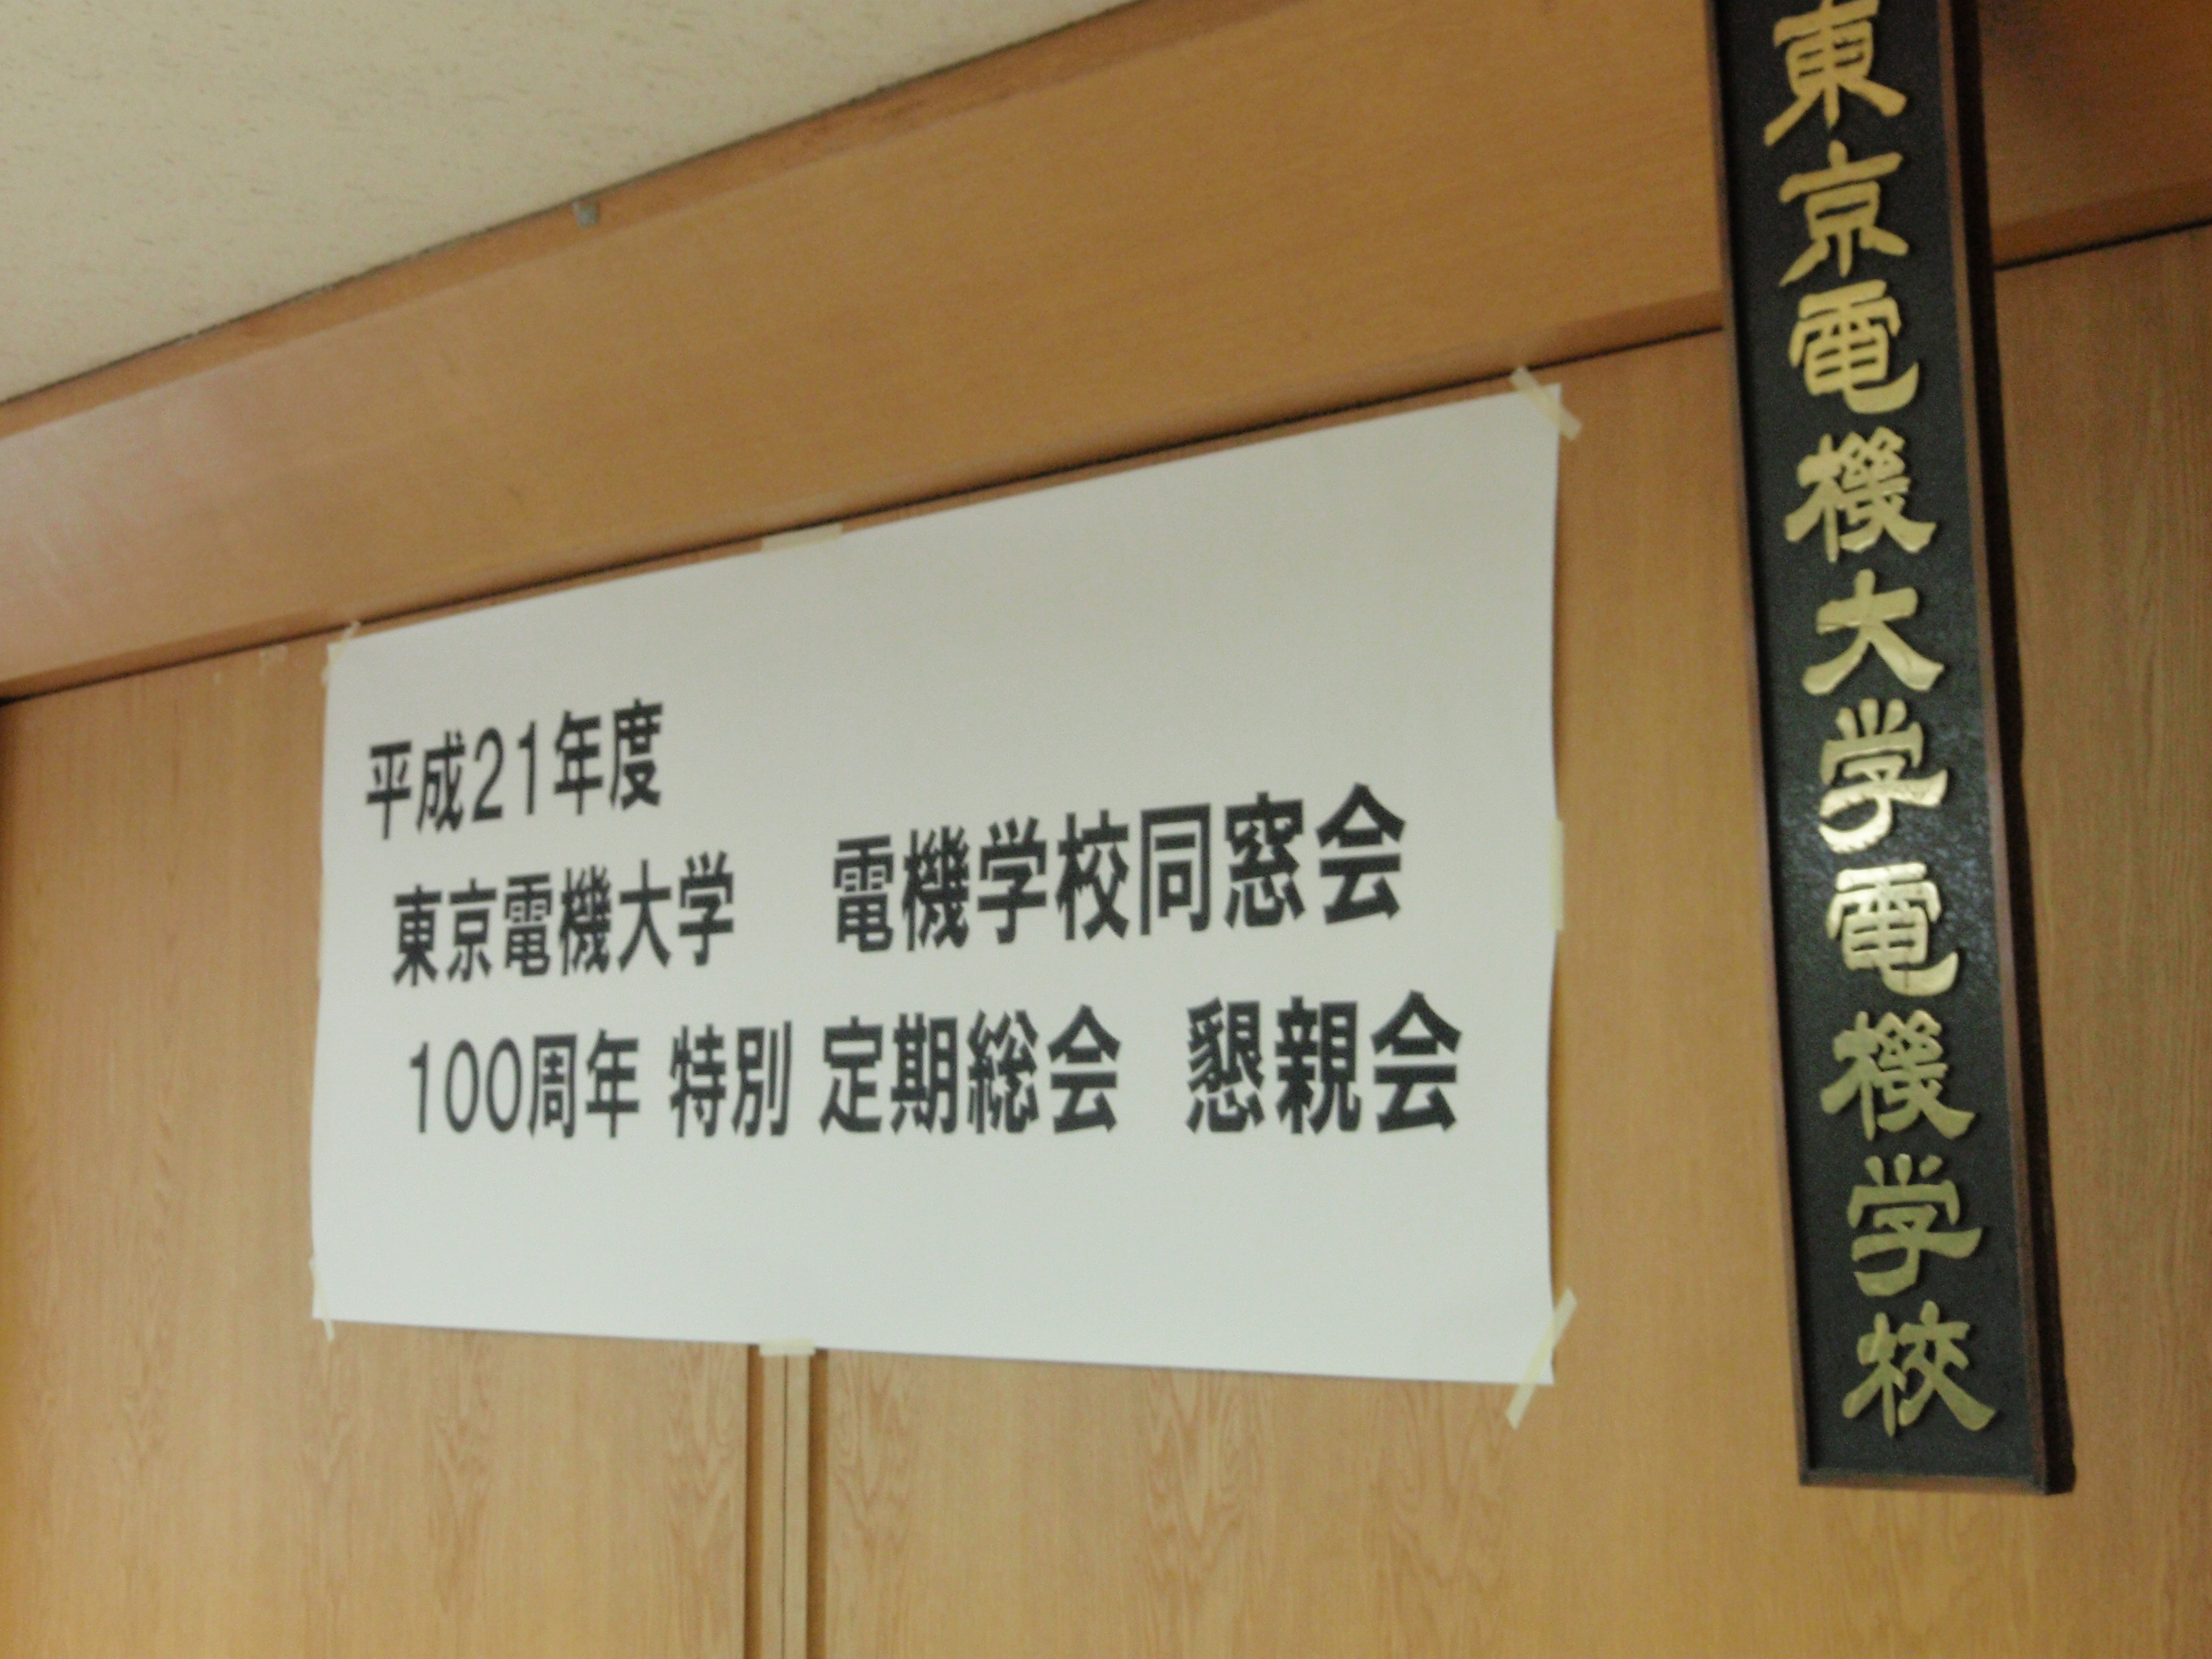 平成21年度
東京電機大学　電機学校同窓会
100周年 特別 定期総会 懇親会
東京電機大学電機学校